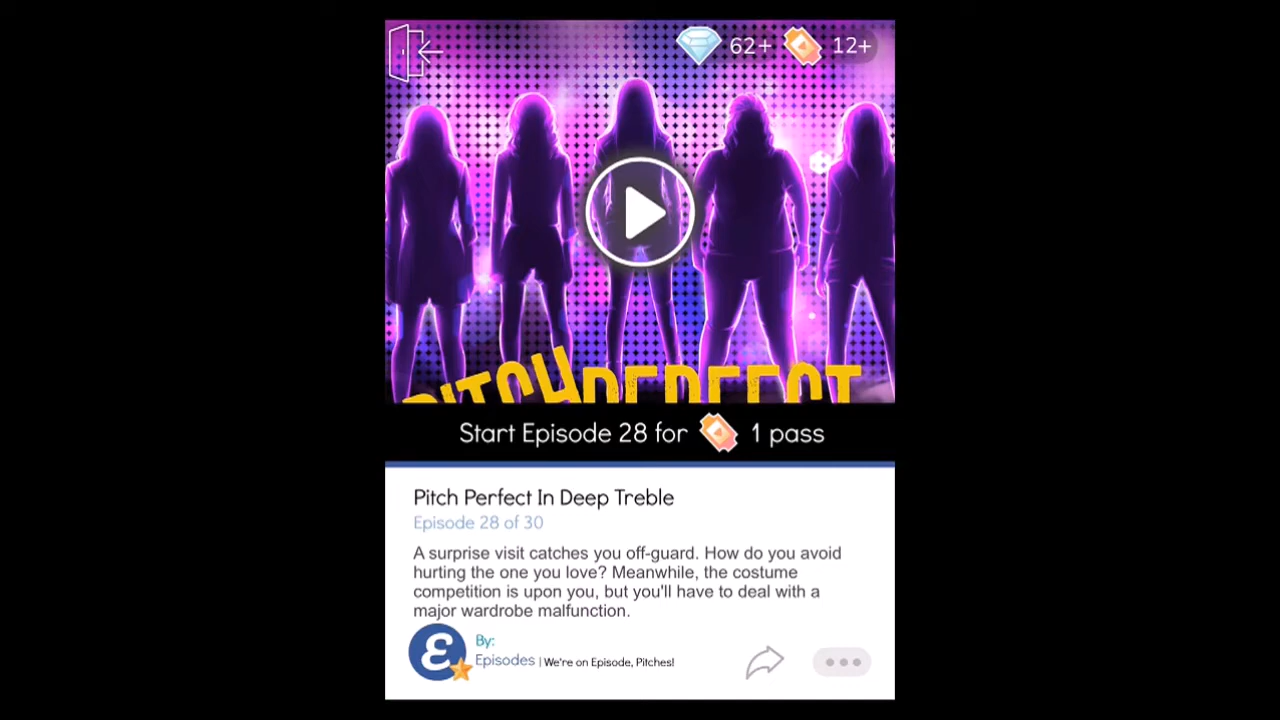 62+ 12+
PITCH PERFECT
Start Episode 28 for 1 pass
Pitch Perfect In Deep Treble
Episode 28 of 30
A surprise visit catches you off-guard. How do you avoid
hurting the one you love? Meanwhile, the costume
competition is upon you, but you'll have to deal with a
major wardrobe malfunction.
By:
Episodes | We're on Episode, Pitches!